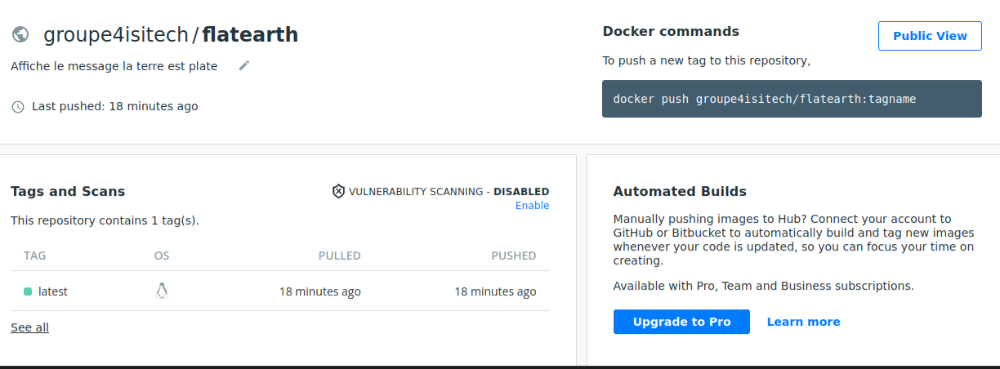 groupe4isitech / flatearth
Affiche le message la terre est plate
Last pushed: 18 minutes ago
Docker commands
Public View
To push a new tag to this repository,
docker push groupe4isitech/flatearth:tagname
Tags and Scans
VULNERABILITY SCANNING - DISABLED
Enable
This repository contains 1 tag(s).
TAG OS PULLED PUSHED
latest 18 minutes ago 18 minutes ago
See all
Automated Builds
Manually pushing images to Hub? Connect your account to
GitHub or Bitbucket to automatically build and tag new images
whenever your code is updated, so you can focus your time on
creating.
Available with Pro, Team and Business subscriptions.
Upgrade to Pro Learn more